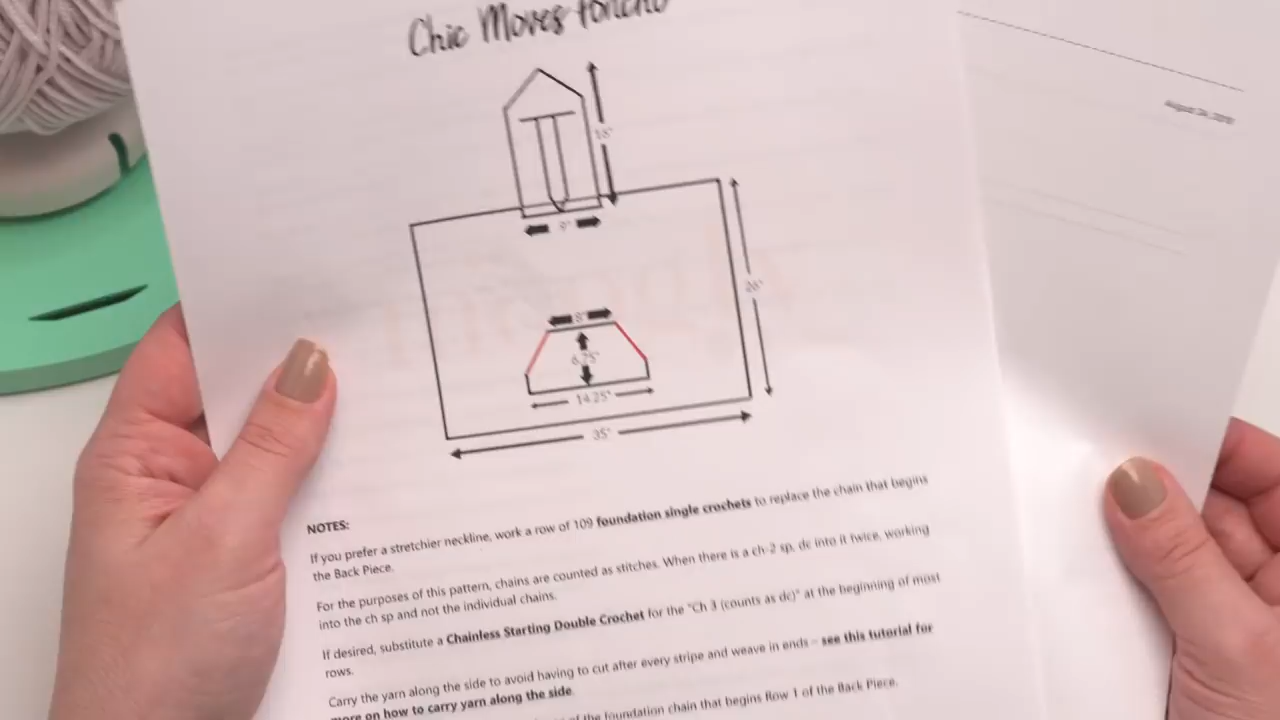 Chic Moves Poncho
August 24, 2019
16"
9"
26"
8"
6.75"
14.25"
35"
NOTES:
If you prefer a stretchier neckline, work a row of 109 foundation single crochets to replace the chain that begins
the Back Piece.
For the purposes of this pattern, chains are counted as stitches. When there is a ch-2 sp, dc into it twice, working
into the ch sp and not the individual chains.
If desired, substitute a Chainless Starting Double Crochet for the "Ch 3 (counts as dc)" at the beginning of most
rows.
Carry the yarn along the side to avoid having to cut after every stripe and weave in ends – see this tutorial for
more on how to carry yarn along the side.
of the foundation chain that begins Row 1 of the Back Piece.